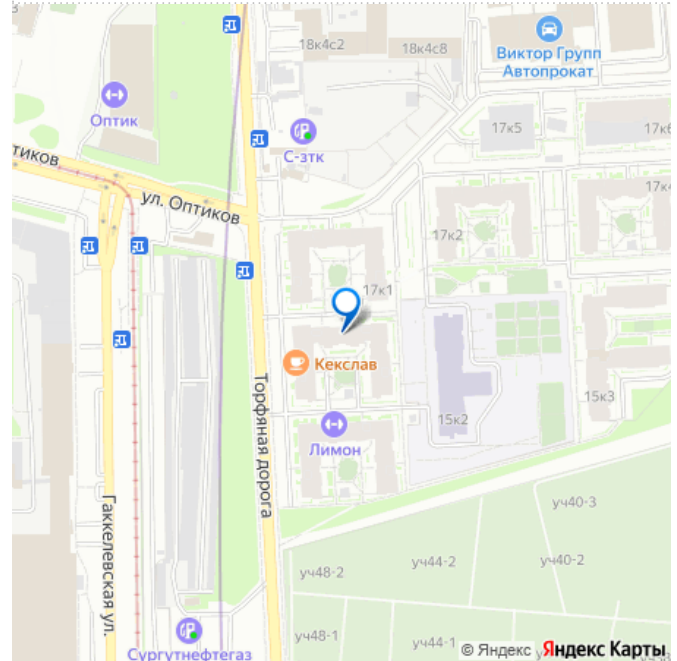 18к4с2
18к4с8
Виктор Групп
Автопрокат
Оптик
С-зтк
17к5
17к6
тиков
ул. Оптиков
17к4
17к2
17к1
Кекслав
15к3
Торфяная дорога
15к2
Лимон
Гаккелевская ул.
уч40-3
уч48-2
уч44-2
уч40-2
уч48-1
уч44-1
Сургутнефтегаз
© Яндекс Яндекс Карты